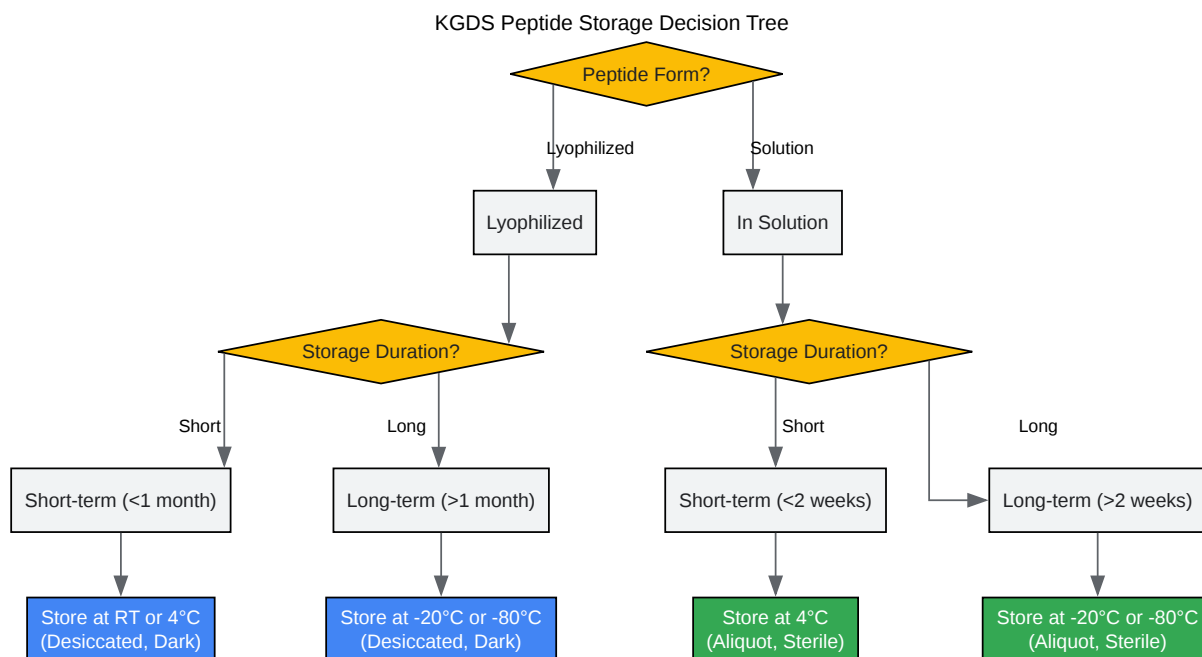 KGDS Peptide Storage Decision Tree
Peptide Form?
Lyophilized
Solution
Lyophilized
In Solution
Storage Duration?
Storage Duration?
Short
Long
Short
Long
Short-term (<1 month)
Long-term (>1 month)
Short-term (<2 weeks)
Long-term (>2 weeks)
Store at RT or 4°C
(Desiccated, Dark)
Store at -20°C or -80°C
(Desiccated, Dark)
Store at 4°C
(Aliquot, Sterile)
Store at -20°C or -80°C
(Aliquot, Sterile)